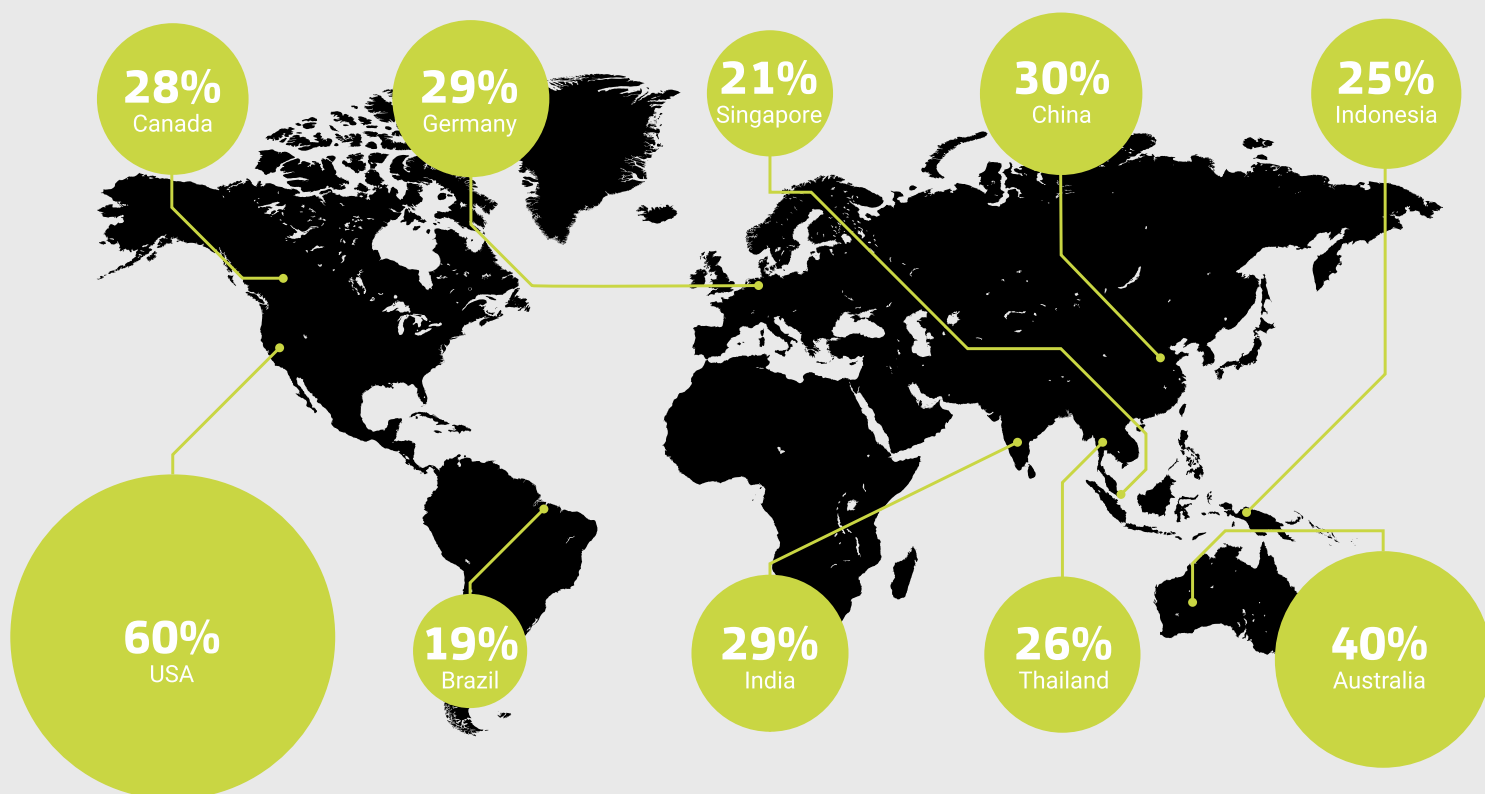 28%
Canada
29%
Germany
21%
Singapore
30%
China
25%
Indonesia
60%
USA
19%
Brazil
29%
India
26%
Thailand
40%
Australia